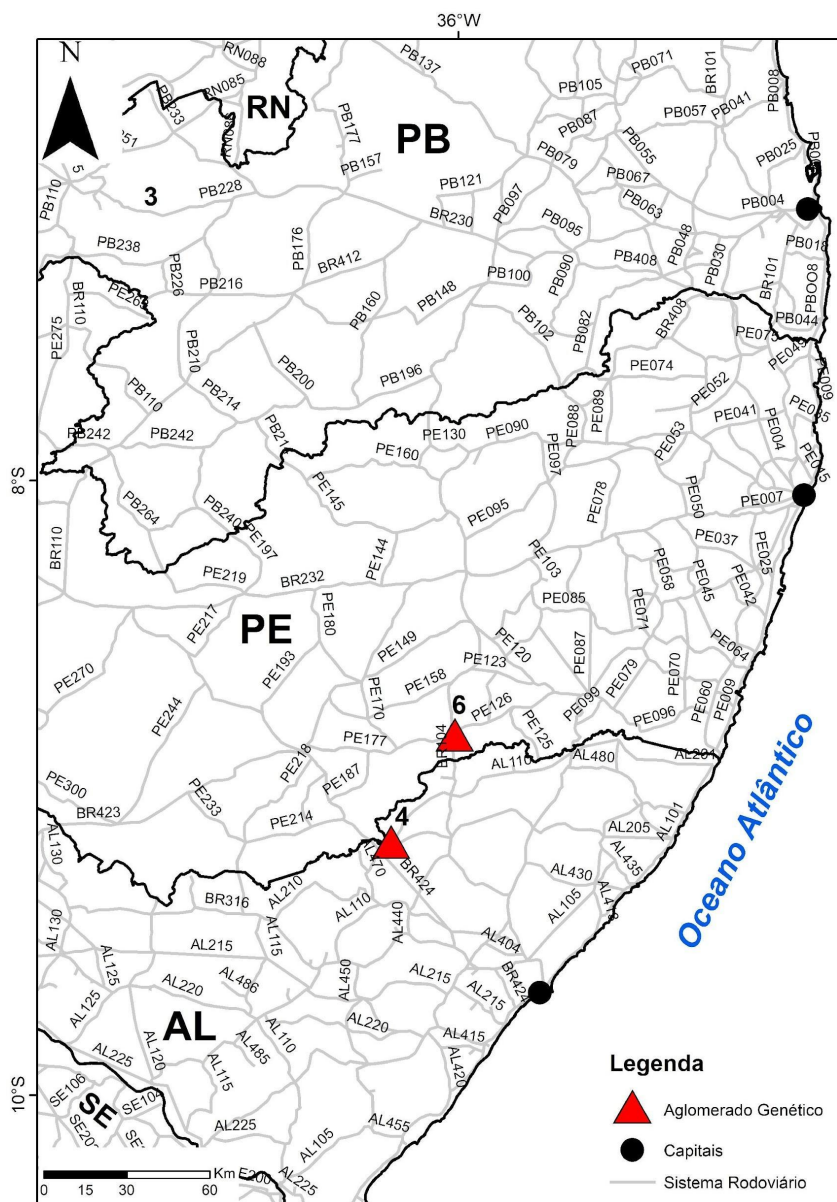 36°W
N
RN088
PB137
PB071
BR101
PB008
RN085
PB105
PB233
RN
PB057
PB041
PB087
PB177
PB
PB055
PB025
PB157
PB079
PB110
3
PB228
PB121
PB097
PB067
PB004
PB063
BR230
PB095
PB238
PB176
BR412
PB048
PB018
PB226
PB216
PB148
PB100
PB090
PB408
PB030
BR101
PBOO8
BR110
PB160
PB102
PB082
BR408
PB044
PE275
PE049
PE009
PB210
PB200
PE074
PE052
PB110
PB214
PB196
PE088
PE089
PE041
PE004
PB242
PB242
PE130
PE090
PE053
8°S
PE160
PE097
PE145
PE078
PE007
PE050
PB264
PB240
PE197
PE095
PE037
BR110
PE144
PE103
PE025
PE219
BR232
PE058
PE045
PE042
PE217
PE180
PE085
PE071
PE
PE149
PE120
PE087
PE064
PE270
PE193
PE123
PE079
PE070
PE158
PE060
PE009
PE244
PE170
6
PE126
PE099
PE096
PE177
PE125
PE218
AL110
AL480
AL201
PE300
PE187
BR423
PE233
PE214
4
AL205
AL101
Oceano Atlântico
AL130
BR424
AL435
AL430
AL210
BR316
AL110
AL105
AL130
AL440
AL115
AL215
AL404
AL125
AL450
AL215
BR424
AL486
AL220
AL215
AL125
AL220
AL
AL110
AL415
AL485
AL225
AL120
AL115
AL420
10°S
SE106
SE104
SE
AL225
AL455
AL105
AL225
Legenda
Aglomerado Genético
Capitais
Sistema Rodoviário
Km
0 15 30 60